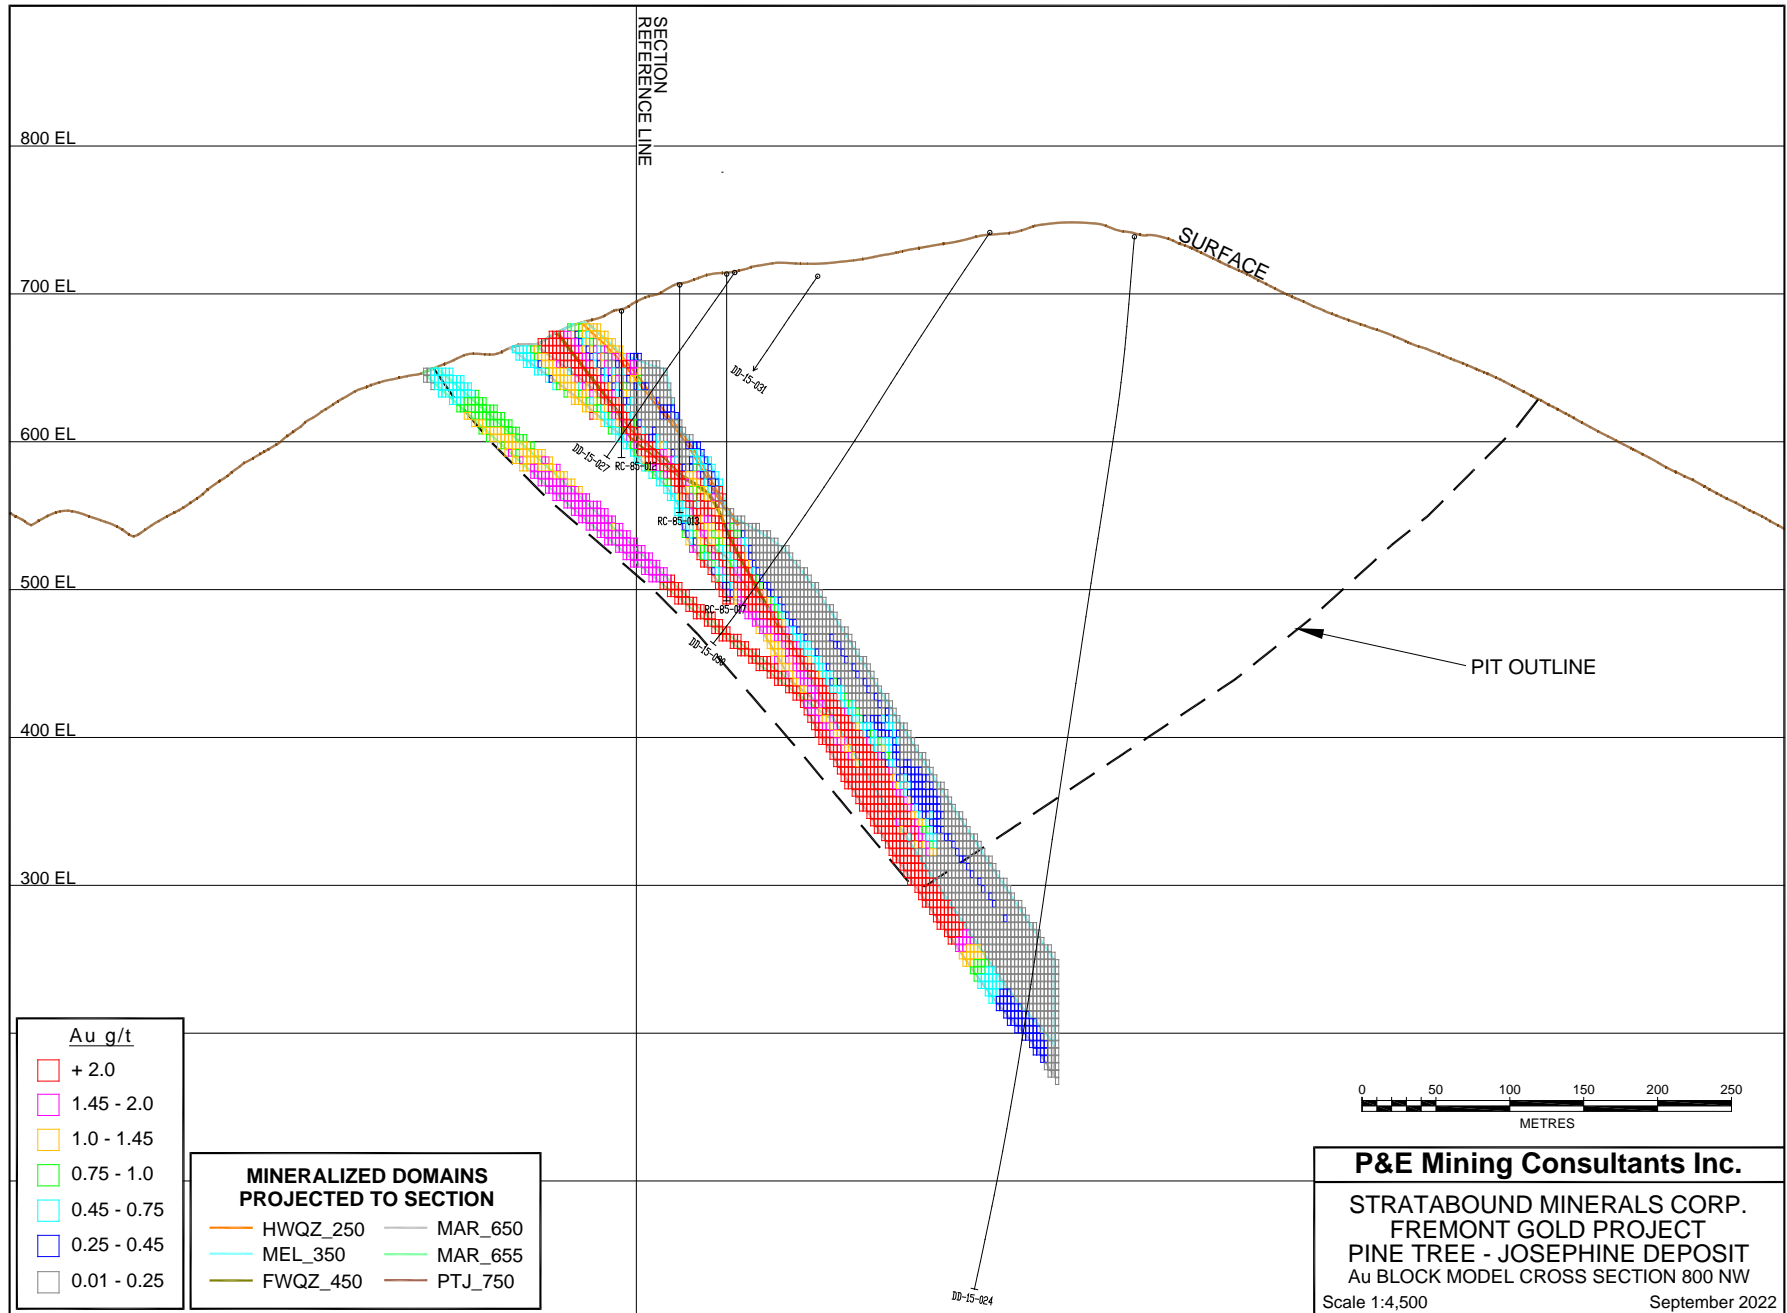 SECTION
REFERENCE LINE
800 EL
700 EL
600 EL
500 EL
400 EL
300 EL
SURFACE
DD-15-031
DD-15-027
RC-85-012
RC-85-013
RC-85-017
DD-15-090
PIT OUTLINE
DD-15-024
Au g/t
+ 2.0
1.45 - 2.0
1.0 - 1.45
0.75 - 1.0
0.45 - 0.75
0.25 - 0.45
0.01 - 0.25
MINERALIZED DOMAINS
PROJECTED TO SECTION
HWQZ_250
MAR_650
MEL_350
MAR_655
FWQZ_450
PTJ_750
0 50 100 150 200 250
METRES
P&E Mining Consultants Inc.
STRATABOUND MINERALS CORP.
FREMONT GOLD PROJECT
PINE TREE - JOSEPHINE DEPOSIT
Au BLOCK MODEL CROSS SECTION 800 NW
Scale 1:4,500 September 2022